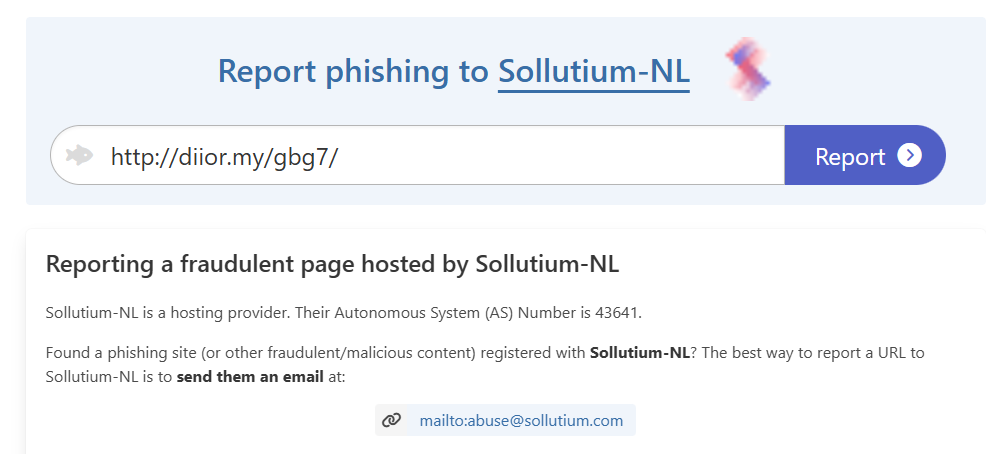 Report phishing to Sollutium-NL
http://diior.my/gbg7/
Report
Reporting a fraudulent page hosted by Sollutium-NL
Sollutium-NL is a hosting provider. Their Autonomous System (AS) Number is 43641.
Found a phishing site (or other fraudulent/malicious content) registered with Sollutium-NL? The best way to report a URL to
Sollutium-NL is to send them an email at:
mailto:abuse@sollutium.com